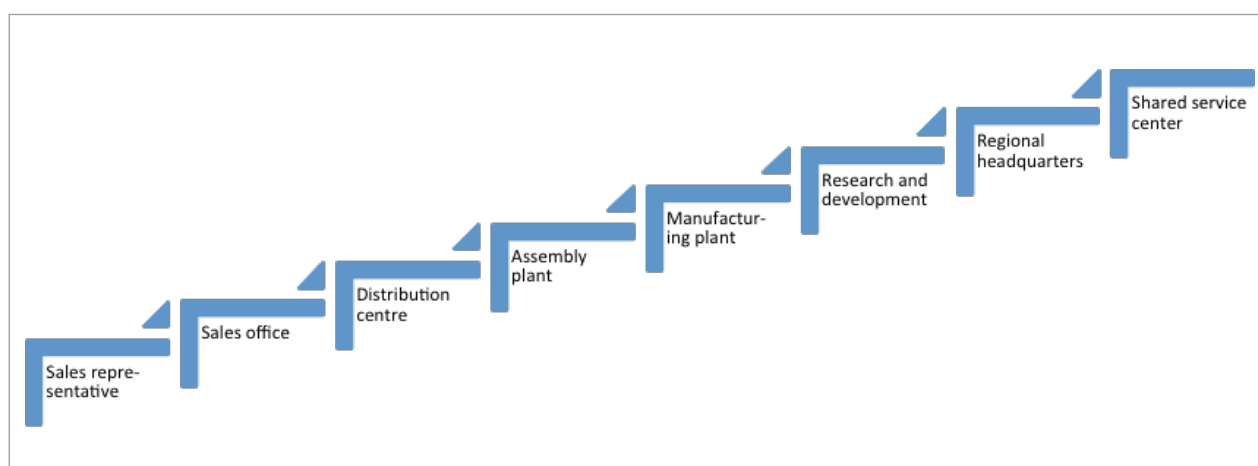 Sales repre-
sentative
Sales office
Distribution
centre
Assembly
plant
Manufactur-
ing plant
Research and
development
Regional
headquarters
Shared service
center